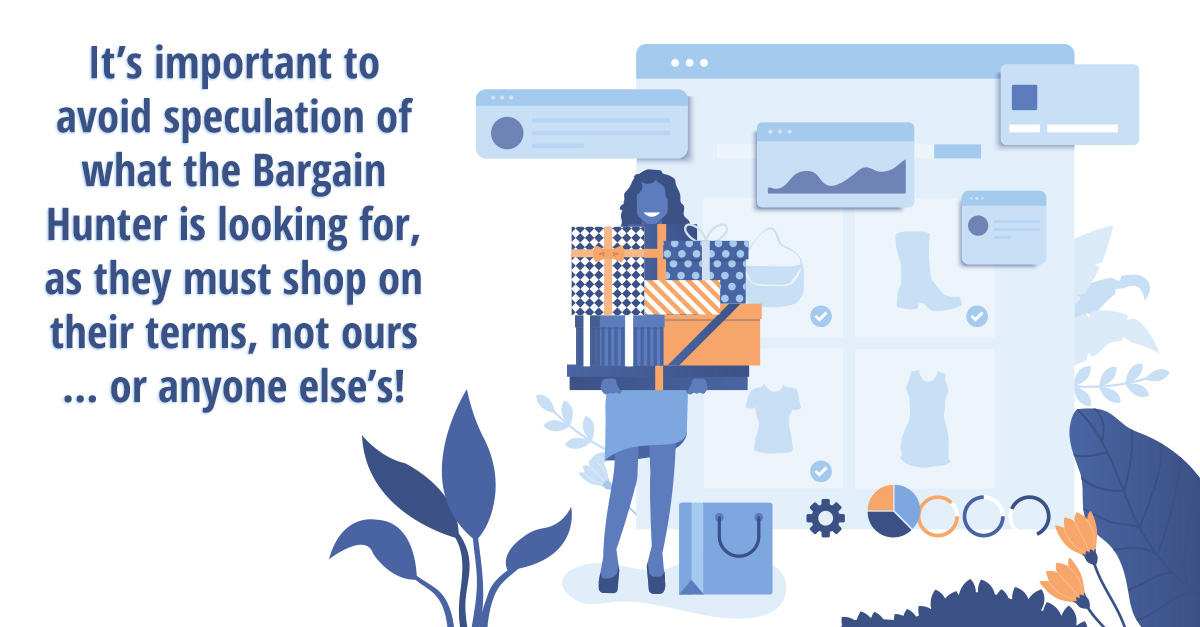 It’s important to
avoid speculation of
what the Bargain
Hunter is looking for,
as they must shop on
their terms, not ours
... or anyone else’s!